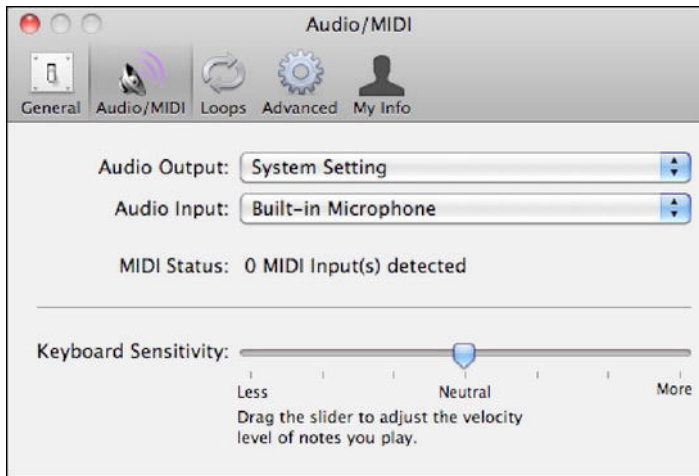 Audio/MIDI
General Audio/MIDI Loops Advanced My Info
Audio Output: System Setting
Audio Input: Built-in Microphone
MIDI Status: 0 MIDI Input(s) detected
Keyboard Sensitivity:
Less Neutral More
Drag the slider to adjust the velocity
level of notes you play.